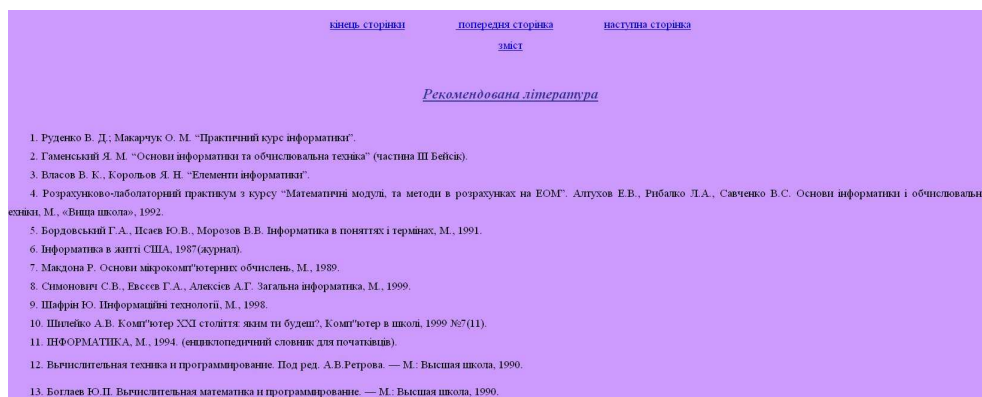 кінець сторінки попередня сторінка наступна сторінка
зміст
Рекомендована література
1. Руденко В. Д.; Макарчук О. М. “Практичний курс інформатики”.
2. Гаменський Я. М. “Основи інформатики та обчислювальна техніка” (частина III Бейсік).
3. Власов В. К., Корольов Я. Н. “Елементи інформатики”.
4. Розрахунково-лаболаторний практикум з курсу “Математичні модулі, та методи в розрахунках на ЕОМ”. Алтухов Е.В., Рибалко Л.А., Савченко В.С. Основи інформатики і обчислювальн
ехніки, М., «Вища школа», 1992.
5. Бордовський Г.А., Исаєв Ю.В., Морозов В.В. Інформатика в поняттях і термінах, М., 1991.
6. Інформатика в житті США, 1987(журнал).
7. Макдона Р. Основи мікрокомп"ютерних обчислень, М., 1989.
8. Симонович С.В., Евсєєв Г.А., Алексієв А.Г. Загальна інформатика, М., 1999.
9. Шафрін Ю. Информаційні технології, М., 1998.
10. Шилейко А.В. Комп"ютер XXI століття: яким ти будеш?, Комп"ютер в школі, 1999 №7(11).
11. ІНФОРМАТИКА, М., 1994. (енциклопедичний словник для початківців).
12. Вычислительная техника и программирование. Под ред. А.В.Ретрова. — М.: Высшая школа, 1990.
13. Боглаев Ю.П. Вычислительная математика и программирование. — М.: Высшая школа, 1990.